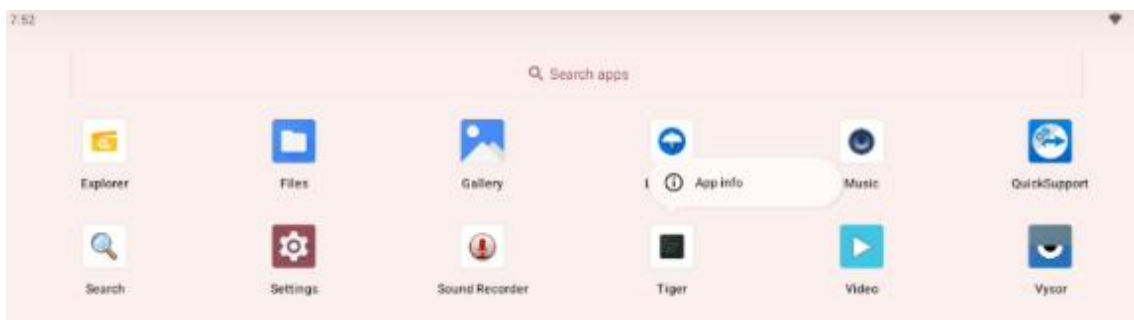 7:52
Search apps
Explorer
Files
Gallery
App info
Music
QuickSupport
Search
Settings
Sound Recorder
Tiger
Video
Vysor